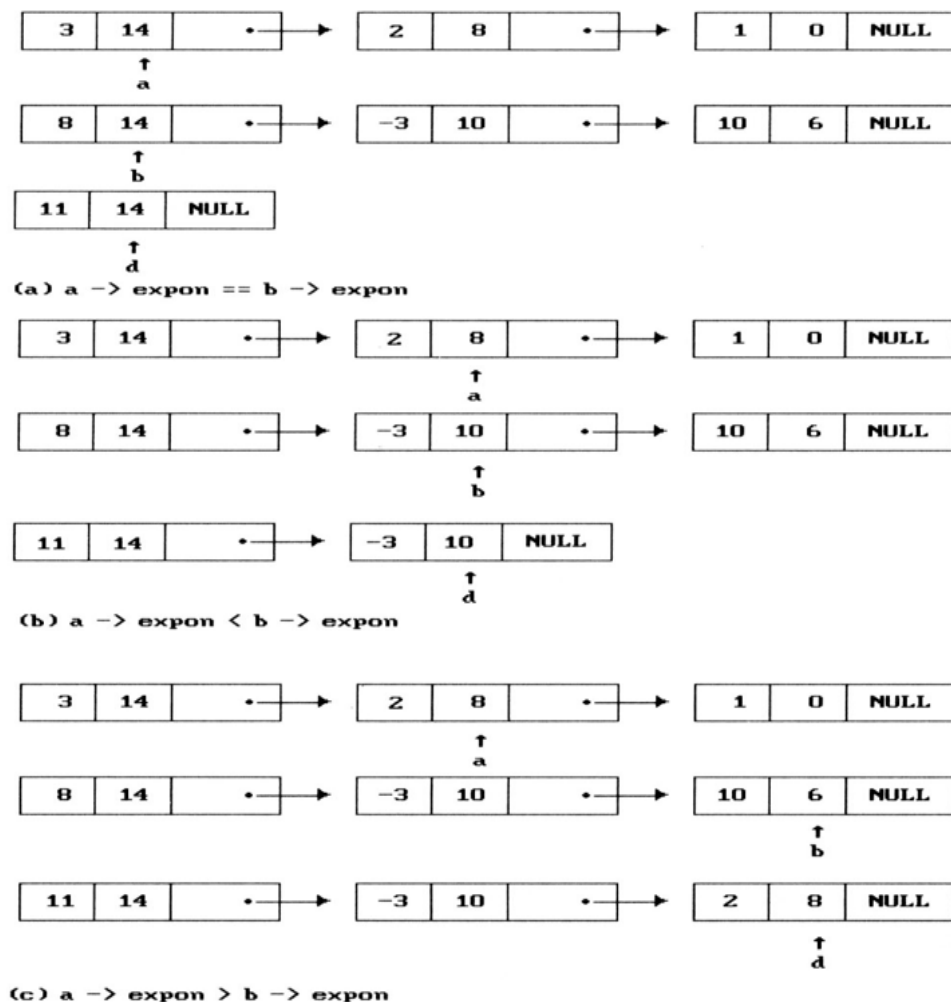 3 14 2 8 1 0 NULL
↑
a
8 14 -3 10 10 6 NULL
↑
b
11 14 NULL
↑
d
(a) a -> expon == b -> expon
3 14 2 8 1 0 NULL
↑
a
8 14 -3 10 10 6 NULL
↑
b
11 14 -3 10 NULL
↑
d
(b) a -> expon < b -> expon
3 14 2 8 1 0 NULL
↑
a
8 14 -3 10 10 6 NULL
↑
b
11 14 -3 10 2 8 NULL
↑
d
(c) a -> expon > b -> expon